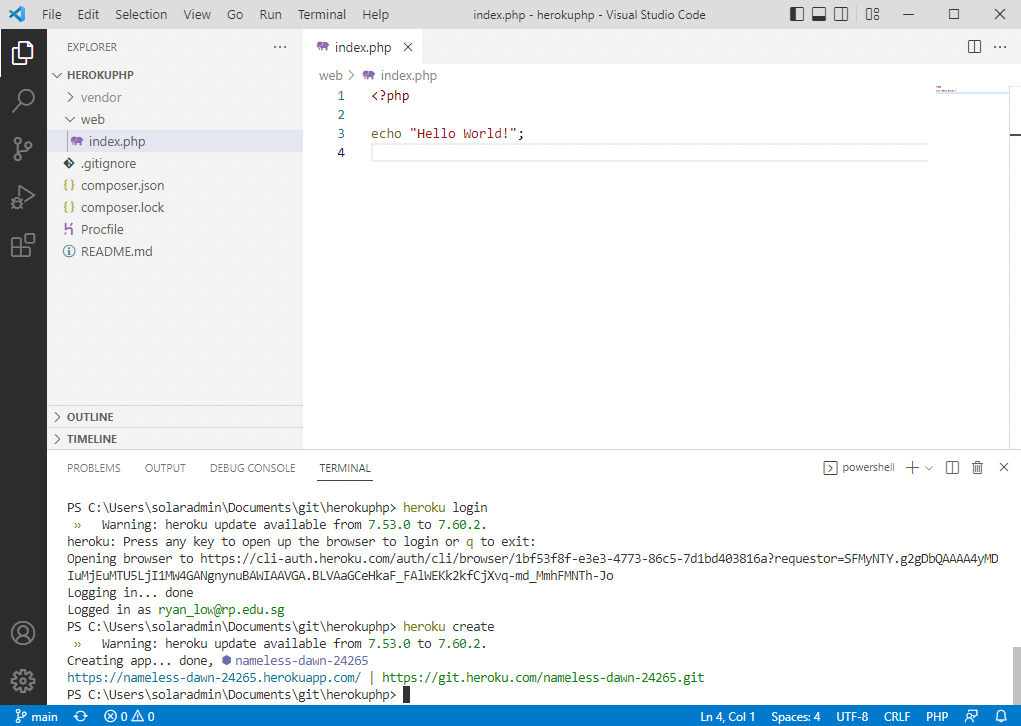 File Edit Selection View Go Run Terminal Help index.php - herokuphp - Visual Studio Code
EXPLORER
HEROKUPHP
vendor
web
index.php
.gitignore
composer.json
composer.lock
Procfile
README.md
OUTLINE
TIMELINE
index.php
web > index.php
1 <?php
2
3 echo "Hello World!";
4
PROBLEMS OUTPUT DEBUG CONSOLE TERMINAL powershell
PS C:\Users\solaradmin\Documents\git\herokuphp> heroku login
» Warning: heroku update available from 7.53.0 to 7.60.2.
heroku: Press any key to open up the browser to login or q to exit:
Opening browser to https://cli-auth.heroku.com/auth/cli/browser/1bf53f8f-e3e3-4773-86c5-7d1bd403816a?requestor=SFMyNTY.g2gDbQAAAA4yMD
IuMjEuMTU5LjI1MW4GANgnynuBAWIAAVGA.BLVAaGCeHkaF_FAlWEKk2kfCjXvq-md_MmhFMNTh-Jo
Logging in... done
Logged in as ryan_low@rp.edu.sg
PS C:\Users\solaradmin\Documents\git\herokuphp> heroku create
» Warning: heroku update available from 7.53.0 to 7.60.2.
Creating app... done, ⬢ nameless-dawn-24265
https://nameless-dawn-24265.herokuapp.com/ | https://git.heroku.com/nameless-dawn-24265.git
PS C:\Users\solaradmin\Documents\git\herokuphp>
main 0 0 Ln 4, Col 1 Spaces: 4 UTF-8 CRLF PHP